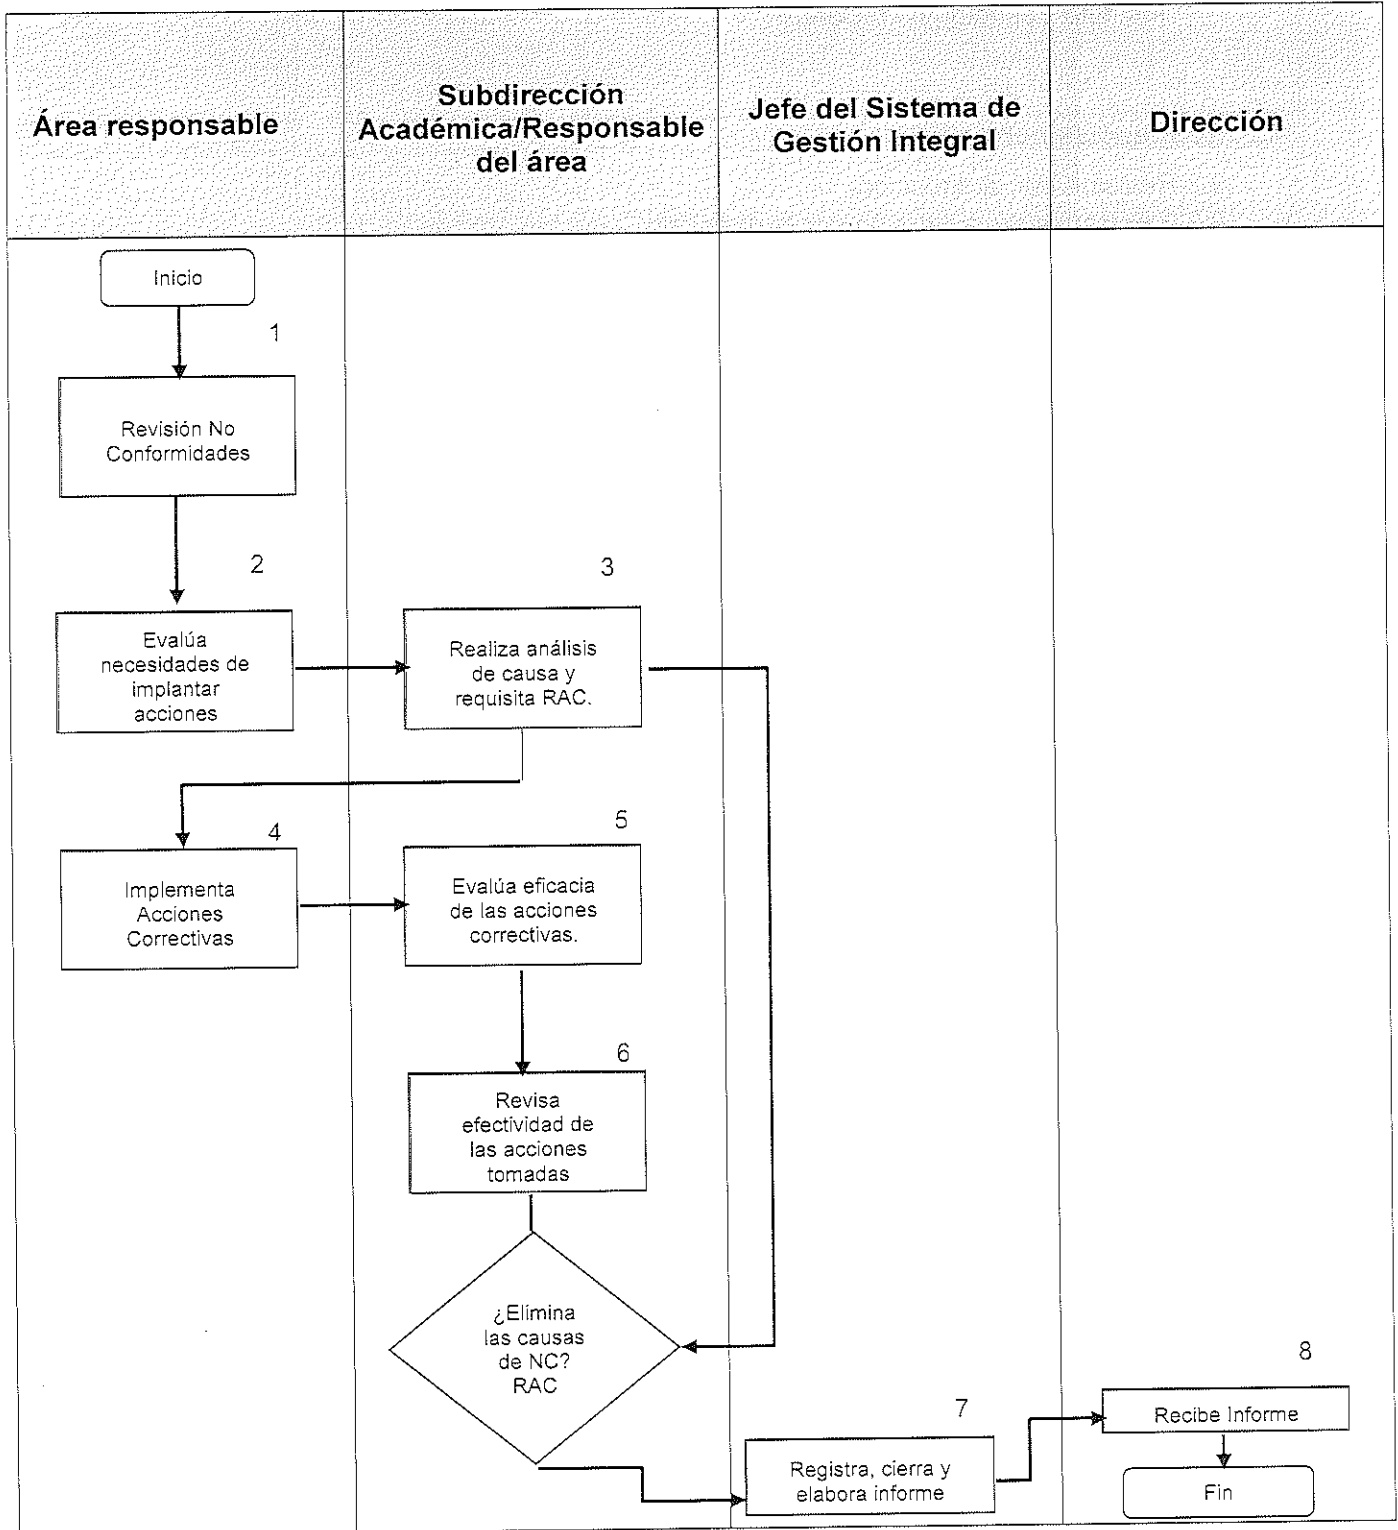 Área responsable
Subdirección
Académica/Responsable
del área
Jefe del Sistema de
Gestión Integral
Dirección
Inicio
1
Revisión No
Conformidades
2
Evalúa
necesidades de
implantar
acciones
3
Realiza análisis
de causa y
requisita RAC.
4
Implementa
Acciones
Correctivas
5
Evalúa eficacia
de las acciones
correctivas.
6
Revisa
efectividad de
las acciones
tomadas
¿Elimina
las causas
de NC?
RAC
7
Registra, cierra y
elabora informe
8
Recibe Informe
Fin